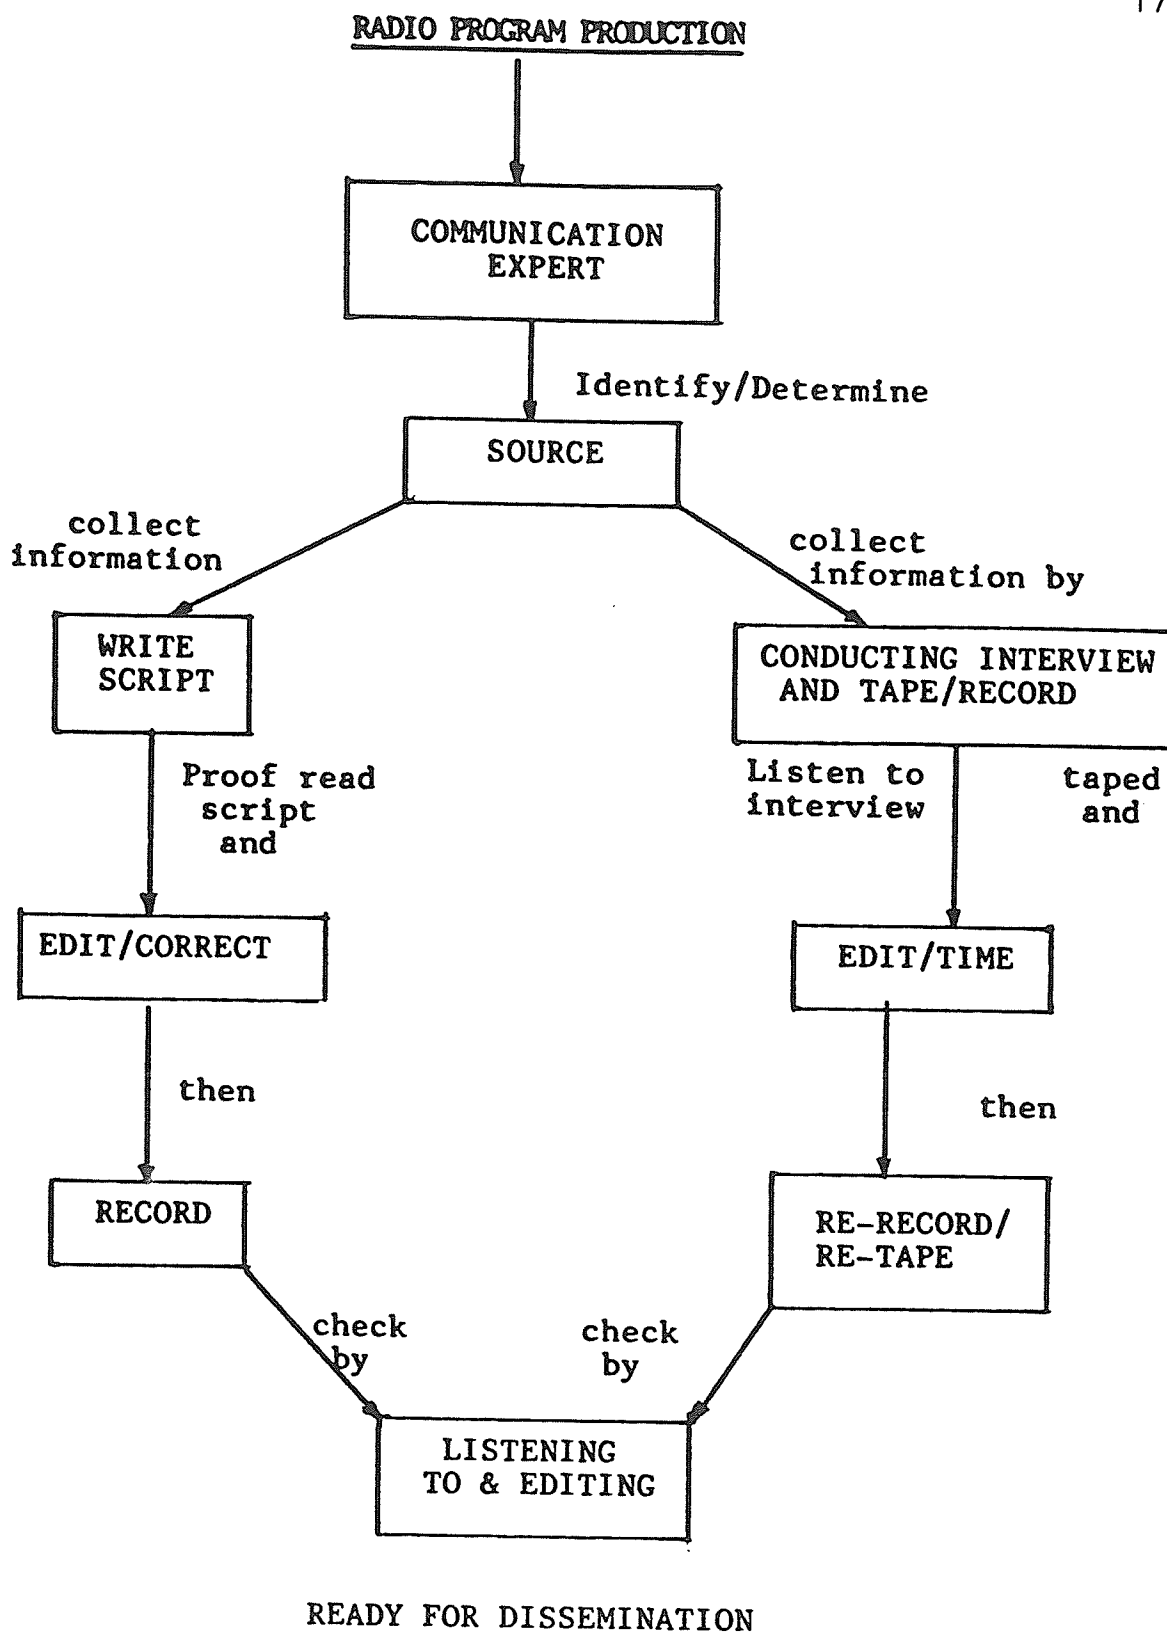 17
RADIO PROGRAM PRODUCTION
COMMUNICATION
EXPERT
Identify/Determine
SOURCE
collect
information
collect
information by
WRITE
SCRIPT
CONDUCTING INTERVIEW
AND TAPE/RECORD
Proof read
script
and
Listen to taped
interview and
EDIT/CORRECT
EDIT/TIME
then
then
RECORD
RE-RECORD/
RE-TAPE
check
by
check
by
LISTENING
TO & EDITING
READY FOR DISSEMINATION